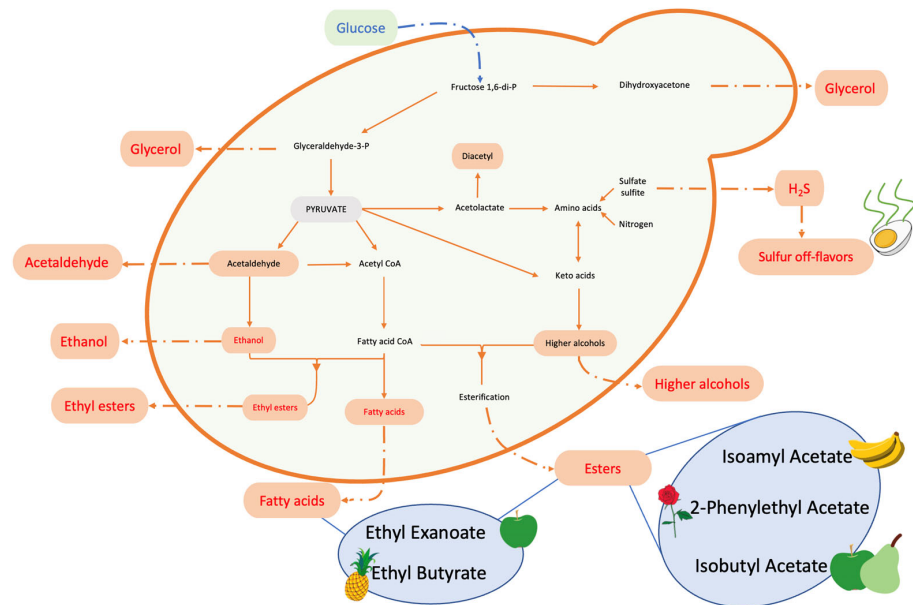 Glucose
Fructose 1,6-di-P
Dihydroxyacetone
Glycerol
Glycerol
Glyceraldehyde-3-P
Diacetyl
Sulfate
sulfite
H₂S
PYRUVATE
Acetolactate
Amino acids
Nitrogen
Sulfur off-flavors
Acetaldehyde
Acetaldehyde
Acetyl CoA
Keto acids
Ethanol
Ethanol
Fatty acid CoA
Higher alcohols
Higher alcohols
Ethyl esters
Ethyl esters
Fatty acids
Esterification
Esters
Isoamyl Acetate
2-Phenylethyl Acetate
Isobutyl Acetate
Fatty acids
Ethyl Exanoate
Ethyl Butyrate